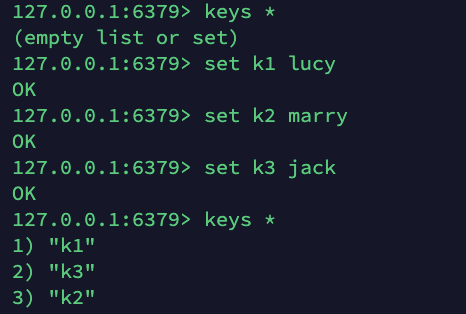 127.0.0.1:6379> keys *
(empty list or set)
127.0.0.1:6379> set k1 lucy
OK
127.0.0.1:6379> set k2 marry
OK
127.0.0.1:6379> set k3 jack
OK
127.0.0.1:6379> keys *
1) "k1"
2) "k3"
3) "k2"